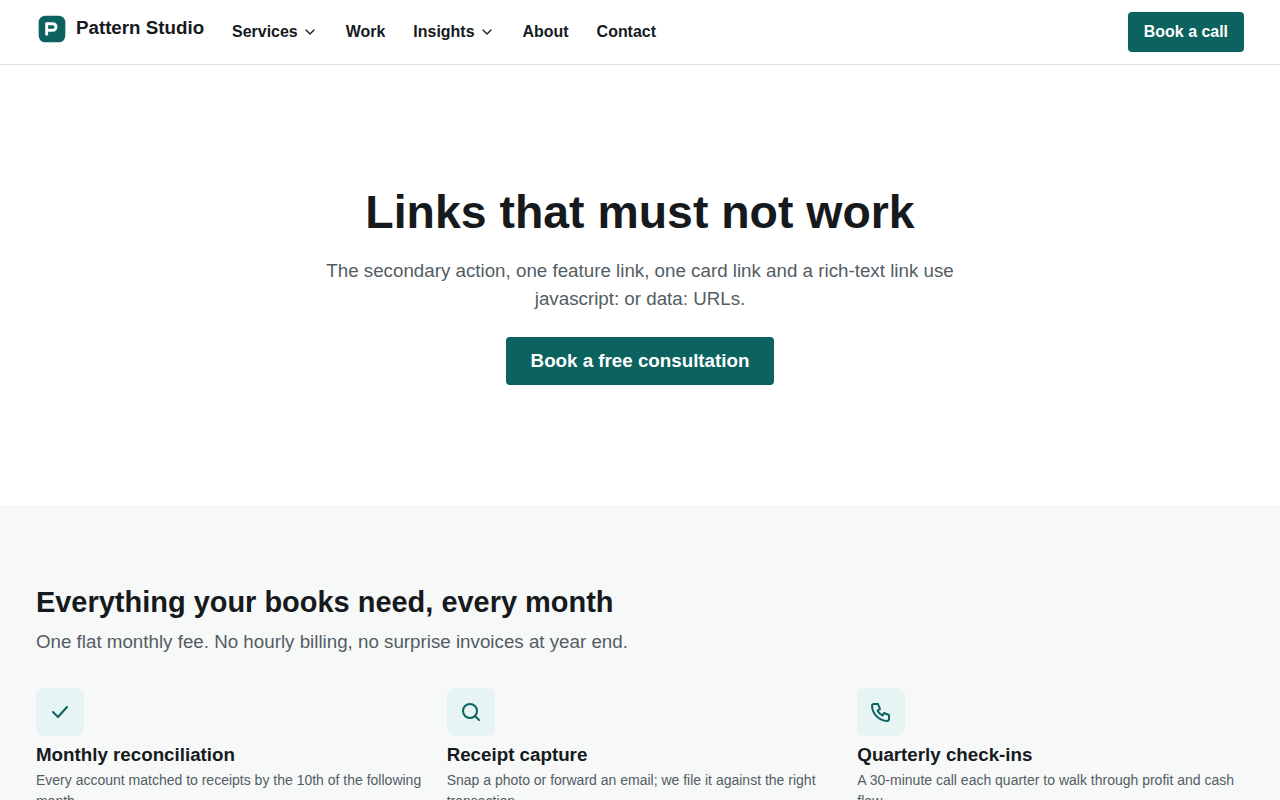 Pattern Studio
Services
Work
Insights
About
Contact
Book a call
Links that must not work
The secondary action, one feature link, one card link and a rich-text link use
javascript: or data: URLs.
Book a free consultation
Everything your books need, every month
One flat monthly fee. No hourly billing, no surprise invoices at year end.
Monthly reconciliation
Every account matched to receipts by the 10th of the following
month.
Receipt capture
Snap a photo or forward an email; we file it against the right
transaction.
Quarterly check-ins
A 30-minute call each quarter to walk through profit and cash
flow.